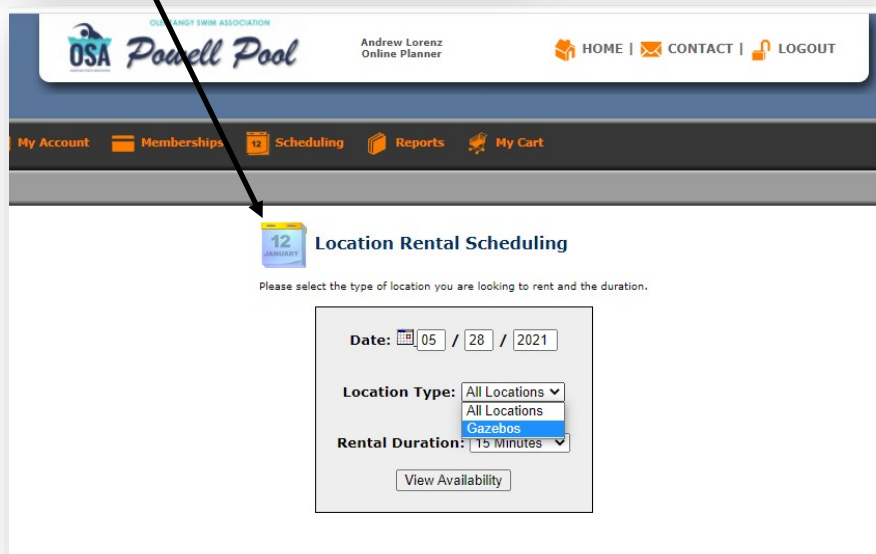 OLENTANGY SWIM ASSOCIATION
OSA Powell Pool
Andrew Lorenz
Online Planner
HOME | CONTACT | LOGOUT
My Account Memberships 12 Scheduling Reports My Cart
12
JANUARY
Location Rental Scheduling
Please select the type of location you are looking to rent and the duration.
Date: 05 / 28 / 2021
Location Type: All Locations
All Locations
Gazebos
Rental Duration: 15 Minutes
View Availability